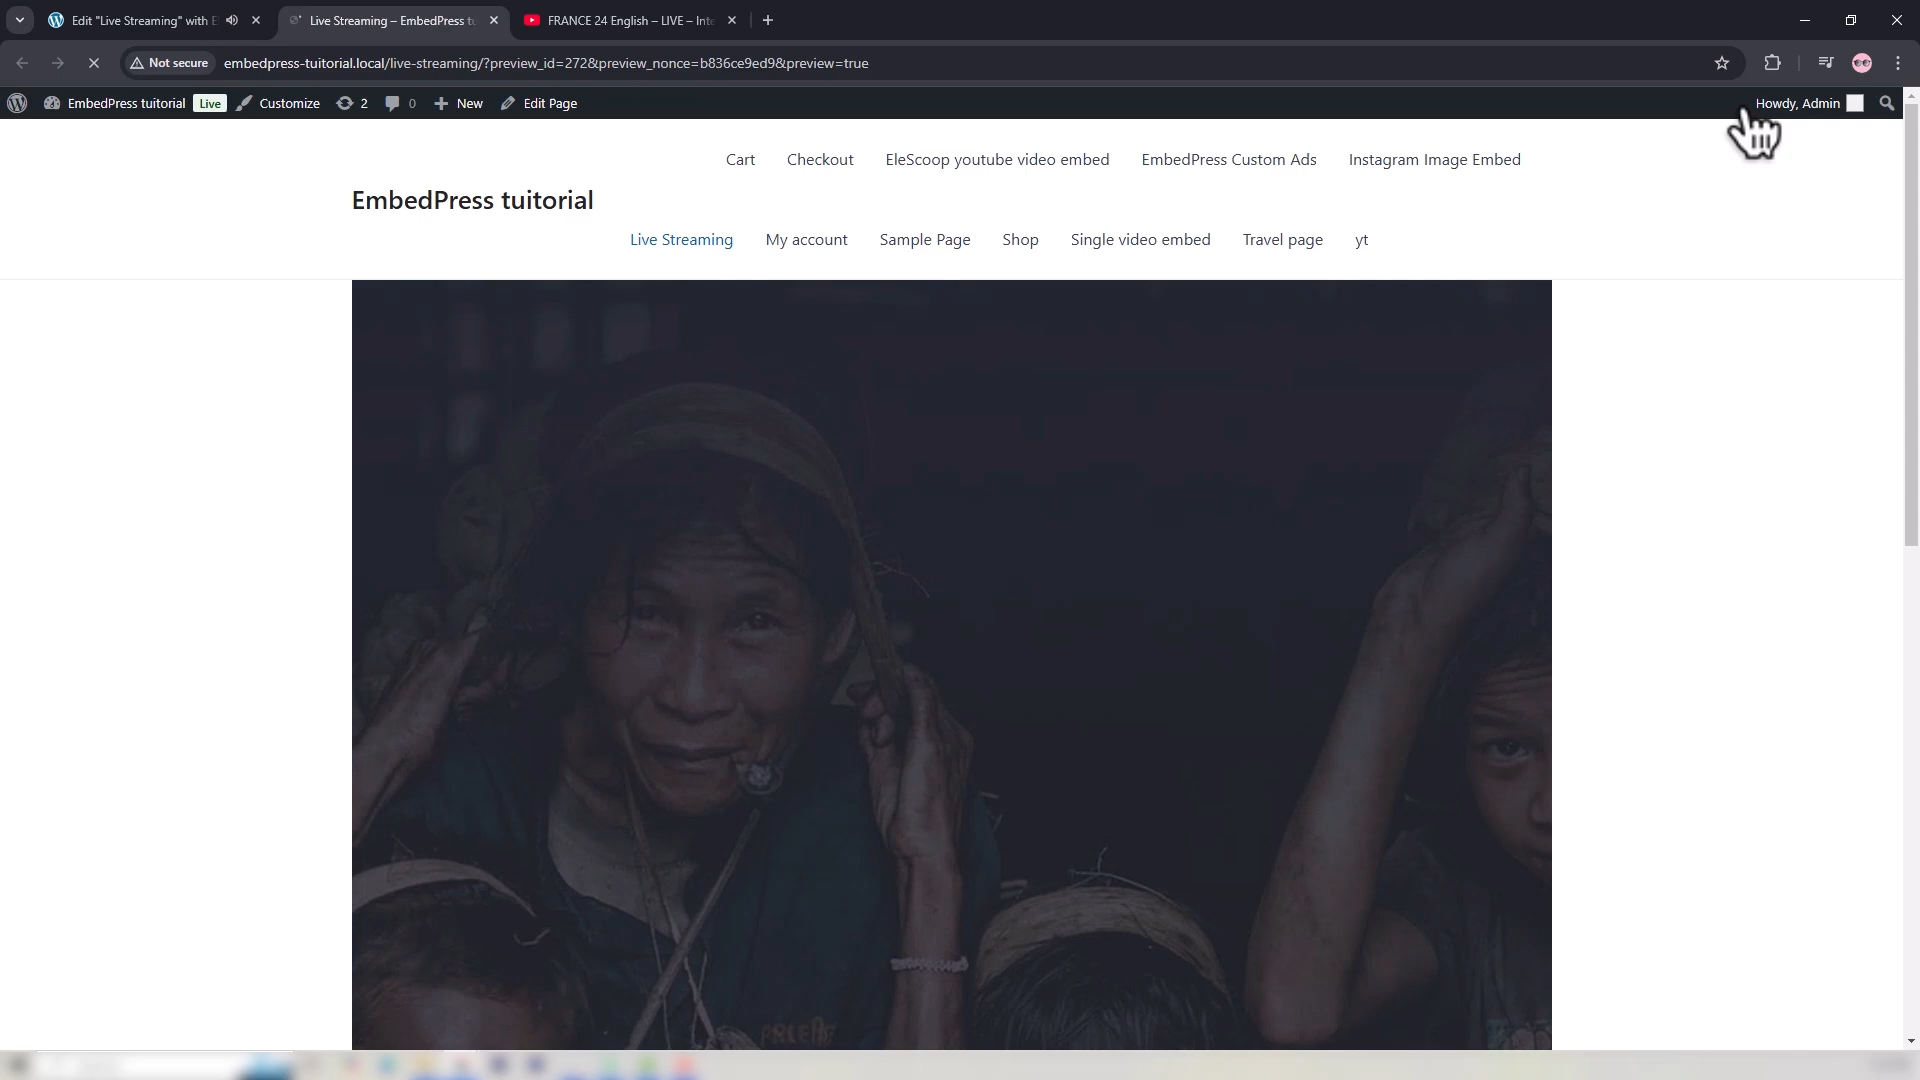 Edit "Live Streaming" with E
Live Streaming – EmbedPress tu
FRANCE 24 English – LIVE – Inte
Not secure
embedpress-tuitorial.local/live-streaming/?preview_id=272&preview_nonce=b836ce9ed9&preview=true
EmbedPress tuitorial Live Customize 2 0 New Edit Page Howdy, Admin
Cart Checkout EleScoop youtube video embed EmbedPress Custom Ads Instagram Image Embed
EmbedPress tuitorial
Live Streaming My account Sample Page Shop Single video embed Travel page yt